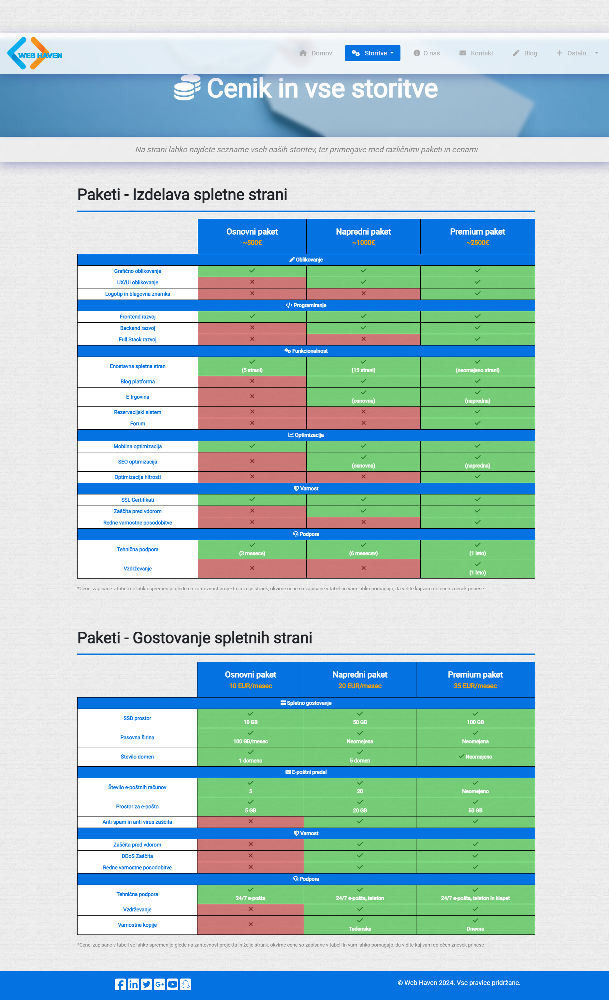 WEB HAVEN
Domov
Storitve
O nas
Kontakt
Blog
Ostalo...
Cenik in vse storitve
Na strani lahko najdete sezname vseh naših storitev, ter primerjave med različnimi paketi in cenami
Paketi - Izdelava spletne strani
Osnovni paket
~500€
Napredni paket
~1000€
Premium paket
~2500€
Oblikovanje
Grafično oblikovanje
UX/UI oblikovanje
Logotip in blagovna znamka
Programiranje
Frontend razvoj
Backend razvoj
Full Stack razvoj
Funkcionalnost
Enostavna spletna stran
(5 strani)
(15 strani)
(neomejeno strani)
Blog platforma
E-trgovina
(osnovna)
(napredna)
Rezervacijski sistem
Forum
Optimizacija
Mobilna optimizacija
SEO optimizacija
(osnovna)
(napredna)
Optimizacija hitrosti
Varnost
SSL Certifikati
Zaščita pred vdorom
Redne varnostne posodobitve
Podpora
Tehnična podpora
(3 mesece)
(6 mesecev)
(1 leto)
Vzdrževanje
(1 leto)
*Cene, zapisane v tabeli se lahko spremenijo glede na zahtevnost projekta in želje strank, okvirne cene so zapisane v tabeli in vam lahko pomagajo, da vidite kaj vam določen znesek prinese
Paketi - Gostovanje spletnih strani
Osnovni paket
10 EUR/mesec
Napredni paket
20 EUR/mesec
Premium paket
35 EUR/mesec
Spletno gostovanje
SSD prostor
10 GB
50 GB
100 GB
Pasovna širina
100 GB/mesec
Neomejena
Neomejena
Število domen
1 domena
5 domen
Neomejeno
E-poštni predal
Število e-poštnih računov
5
20
Neomejeno
Prostor za e-pošto
5 GB
20 GB
50 GB
Anti-spam in anti-virus zaščita
Varnost
Zaščita pred vdorom
DDoS Zaščita
Redne varnostne posodobitve
Podpora
Tehnična podpora
24/7 e-pošta
24/7 e-pošta, telefon
24/7 e-pošta, telefon in klepet
Vzdrževanje
Varnostne kopije
Tedenske
Dnevne
*Cene, zapisane v tabeli se lahko spremenijo glede na zahtevnost projekta in želje strank, okvirne cene so zapisane v tabeli in vam lahko pomagajo, da vidite kaj vam določen znesek prinese
© Web Haven 2024. Vse pravice pridržane.